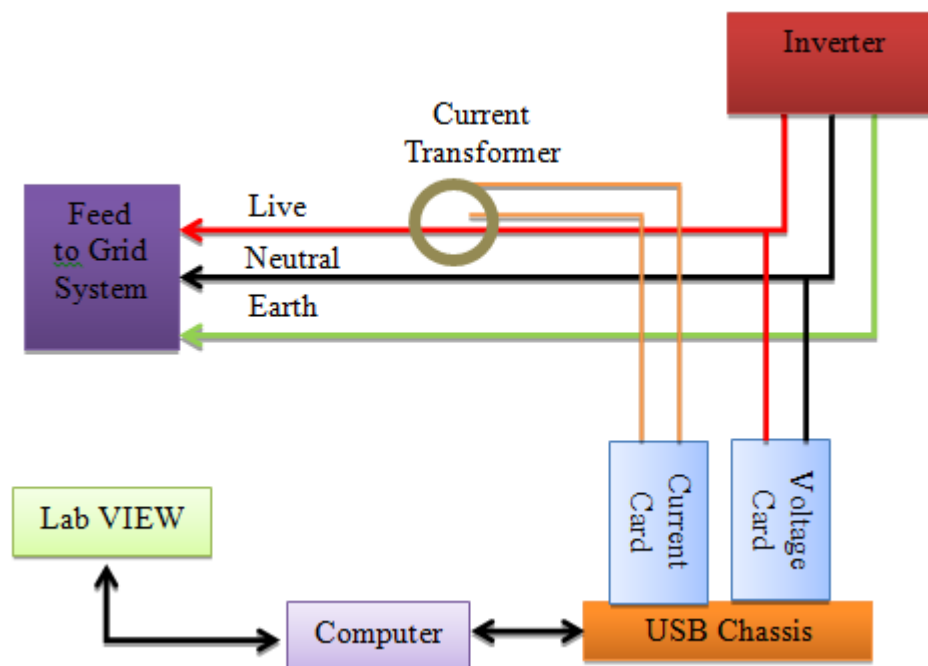 Inverter
Current
Transformer
Feed
to Grid
System
Live
Neutral
Earth
Current
Card
Voltage
Card
Lab VIEW
Computer
USB Chassis